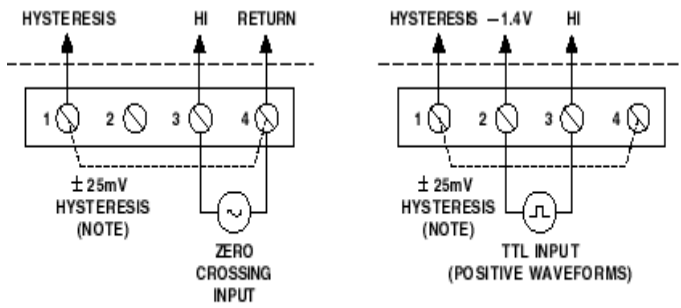 HYSTERESIS HI RETURN
1 2 3 4
± 25mV
HYSTERESIS
(NOTE)
ZERO
CROSSING
INPUT
HYSTERESIS –1.4V HI
1 2 3 4
± 25mV
HYSTERESIS
(NOTE)
TTL INPUT
(POSITIVE WAVEFORMS)